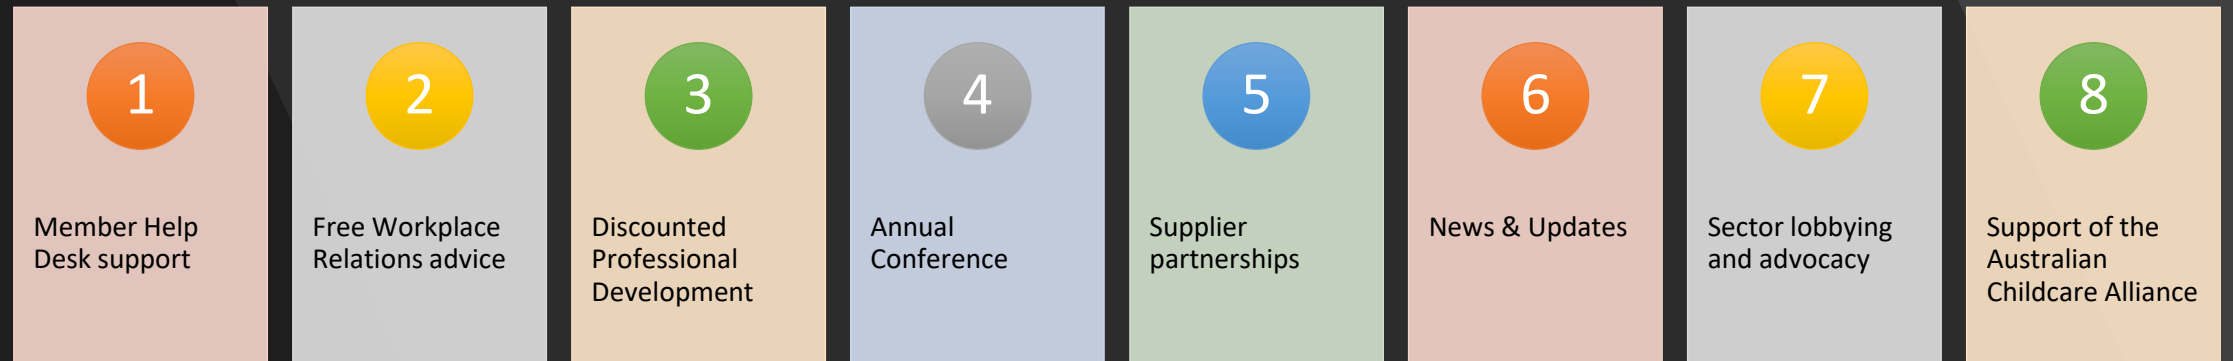 1
Member Help
Desk support
2
Free Workplace
Relations advice
3
Discounted
Professional
Development
4
Annual
Conference
5
Supplier
partnerships
6
News & Updates
7
Sector lobbying
and advocacy
8
Support of the
Australian
Childcare Alliance